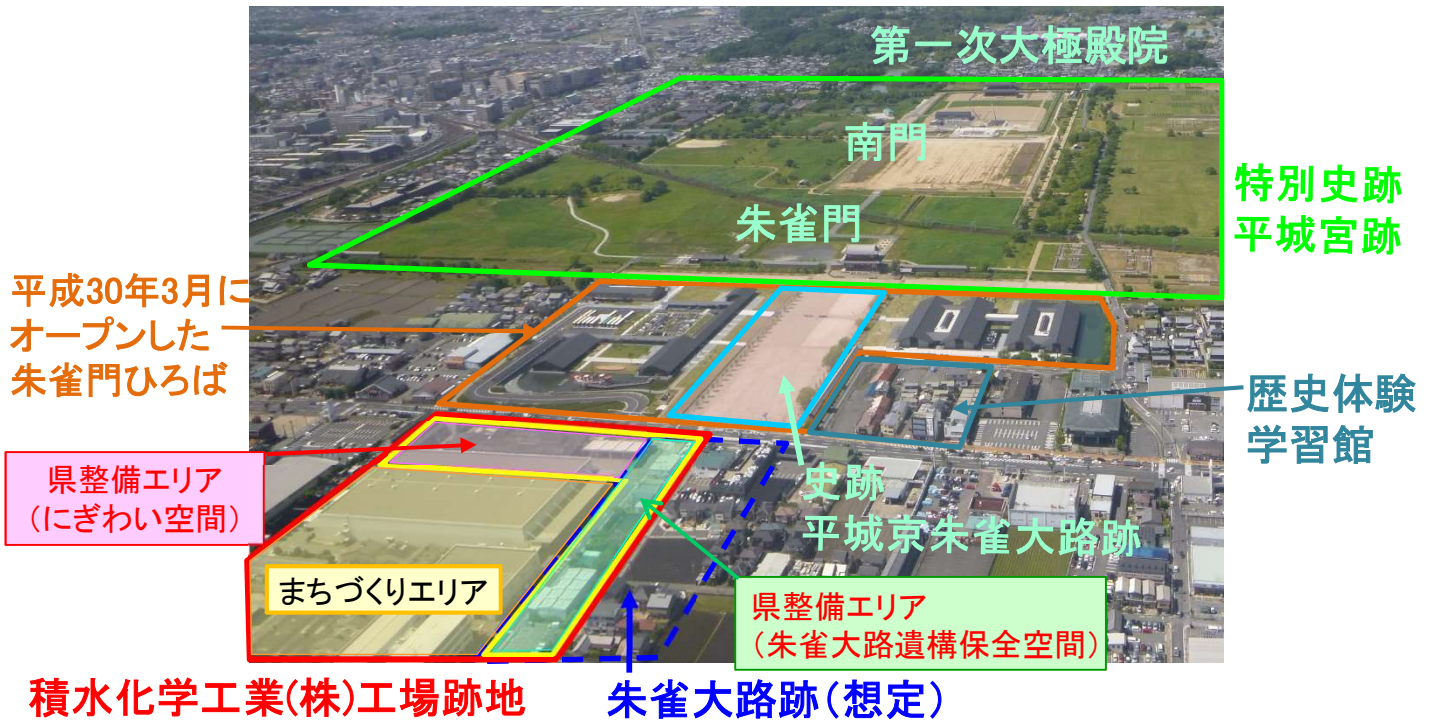 第一次大極殿院
南門
特別史跡
平城宮跡
朱雀門
平成30年3月に
オープンした
朱雀門ひろば
歴史体験
学習館
県整備エリア
（にぎわい空間）
史跡
平城京朱雀大路跡
まちづくりエリア
県整備エリア
（朱雀大路遺構保全空間）
積水化学工業(株)工場跡地
朱雀大路跡（想定）